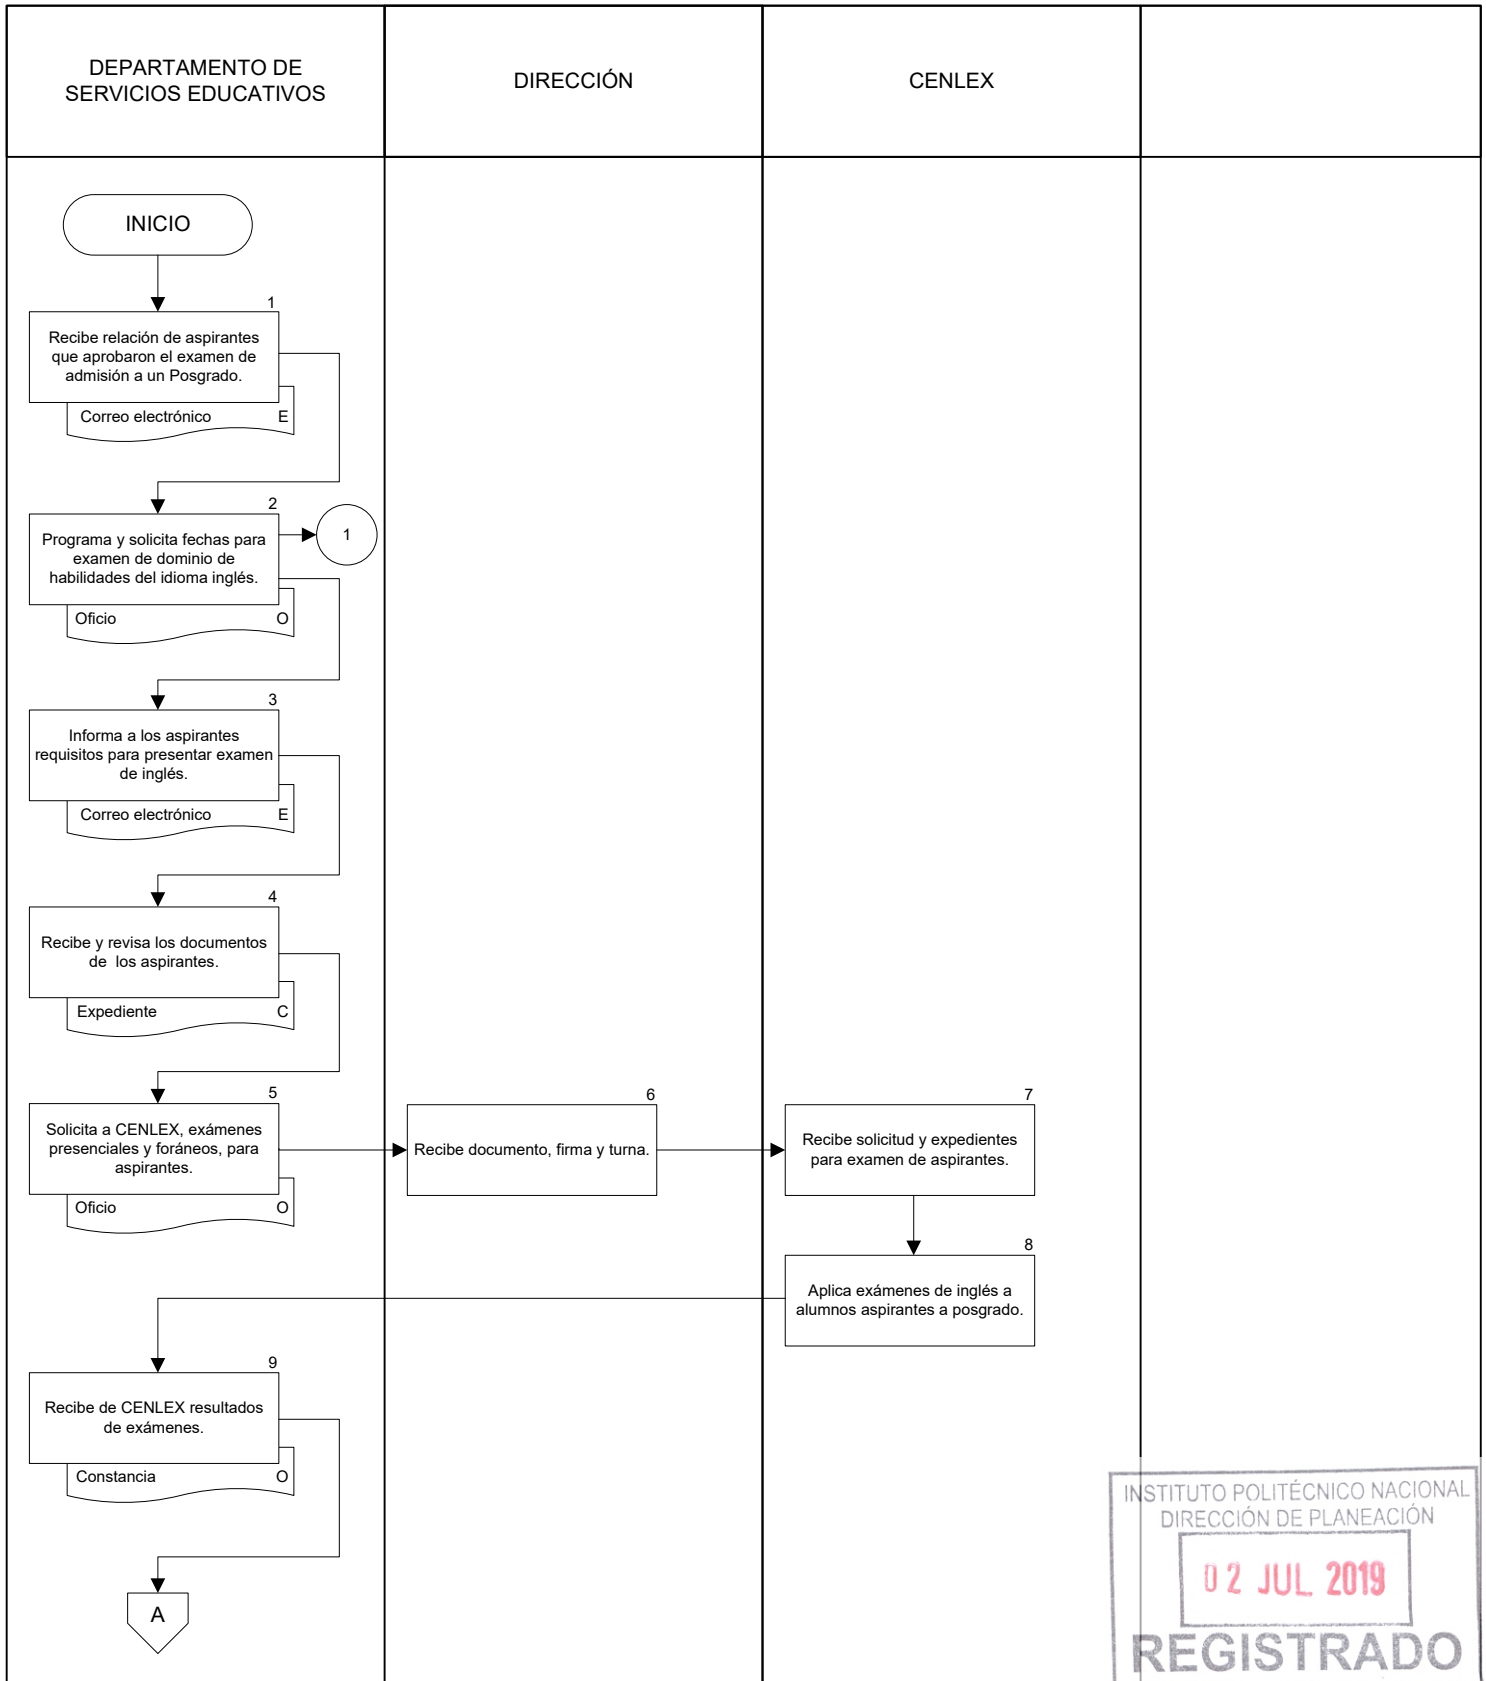 DEPARTAMENTO DE
SERVICIOS EDUCATIVOS
DIRECCIÓN
CENLEX
INICIO
1
Recibe relación de aspirantes
que aprobaron el examen de
admisión a un Posgrado.
Correo electrónico E
2
Programa y solicita fechas para
examen de dominio de
habilidades del idioma inglés.
1
Oficio O
3
Informa a los aspirantes
requisitos para presentar examen
de inglés.
Correo electrónico E
4
Recibe y revisa los documentos
de los aspirantes.
Expediente C
5
Solicita a CENLEX, exámenes
presenciales y foráneos, para
aspirantes.
Oficio O
6
Recibe documento, firma y turna.
7
Recibe solicitud y expedientes
para examen de aspirantes.
8
Aplica exámenes de inglés a
alumnos aspirantes a posgrado.
9
Recibe de CENLEX resultados
de exámenes.
Constancia O
A
INSTITUTO POLITÉCNICO NACIONAL
DIRECCIÓN DE PLANEACIÓN
02 JUL 2019
REGISTRADO